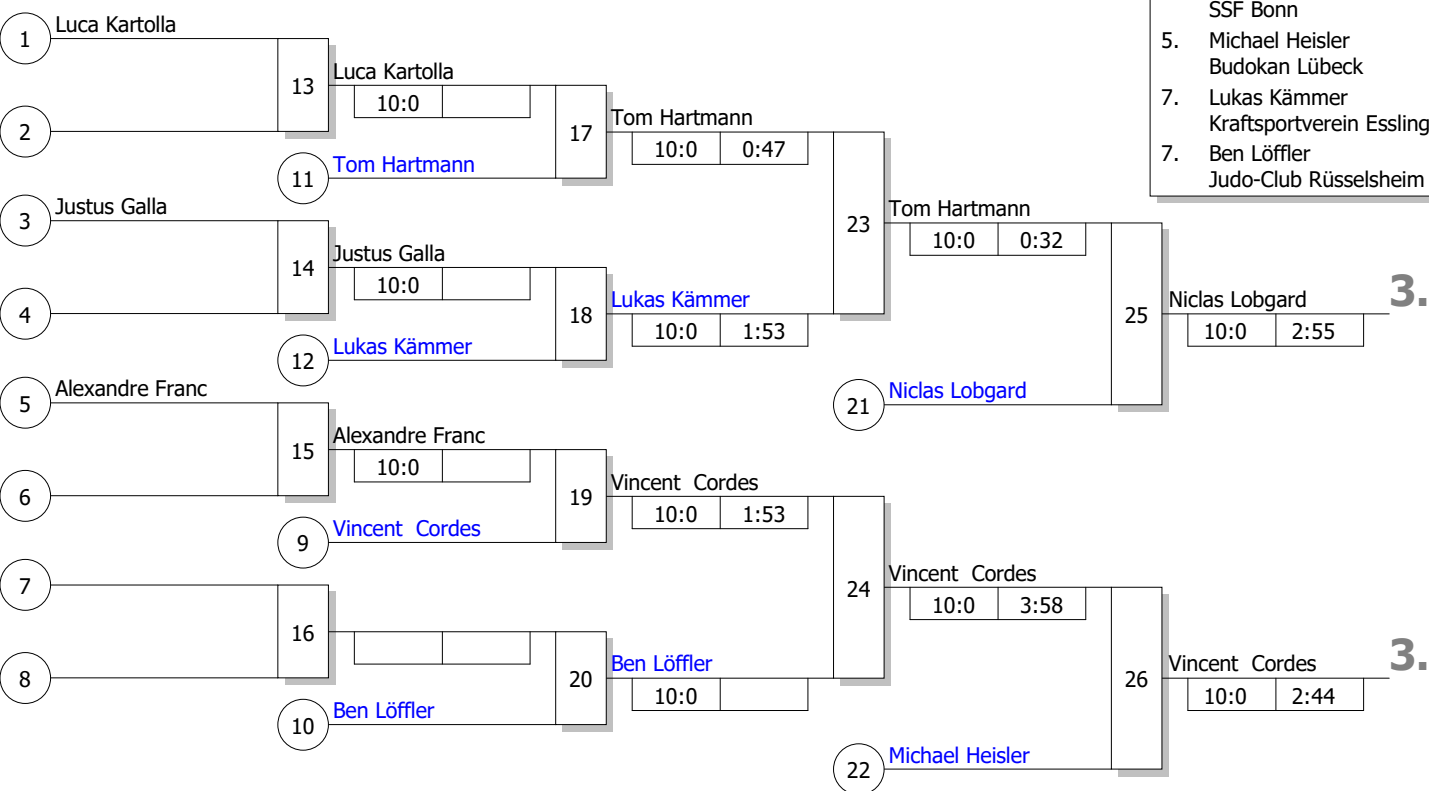 SSF Bonn
5. Michael Heisler
Budokan Lübeck
7. Lukas Kämmer
Kraftsportverein Essling
7. Ben Löffler
Judo-Club Rüsselsheim
1 Luca Kartolla
2
13 Luca Kartolla
10:0
11 Tom Hartmann
17 Tom Hartmann
10:0 0:47
3 Justus Galla
4
14 Justus Galla
10:0
12 Lukas Kämmer
18 Lukas Kämmer
10:0 1:53
23 Tom Hartmann
10:0 0:32
21 Niclas Lobgard
25 Niclas Lobgard 3.
10:0 2:55
5 Alexandre Franc
6
15 Alexandre Franc
10:0
9 Vincent Cordes
19 Vincent Cordes
10:0 1:53
7
8
16
10 Ben Löffler
20 Ben Löffler
10:0
24 Vincent Cordes
10:0 3:58
22 Michael Heisler
26 Vincent Cordes 3.
10:0 2:44